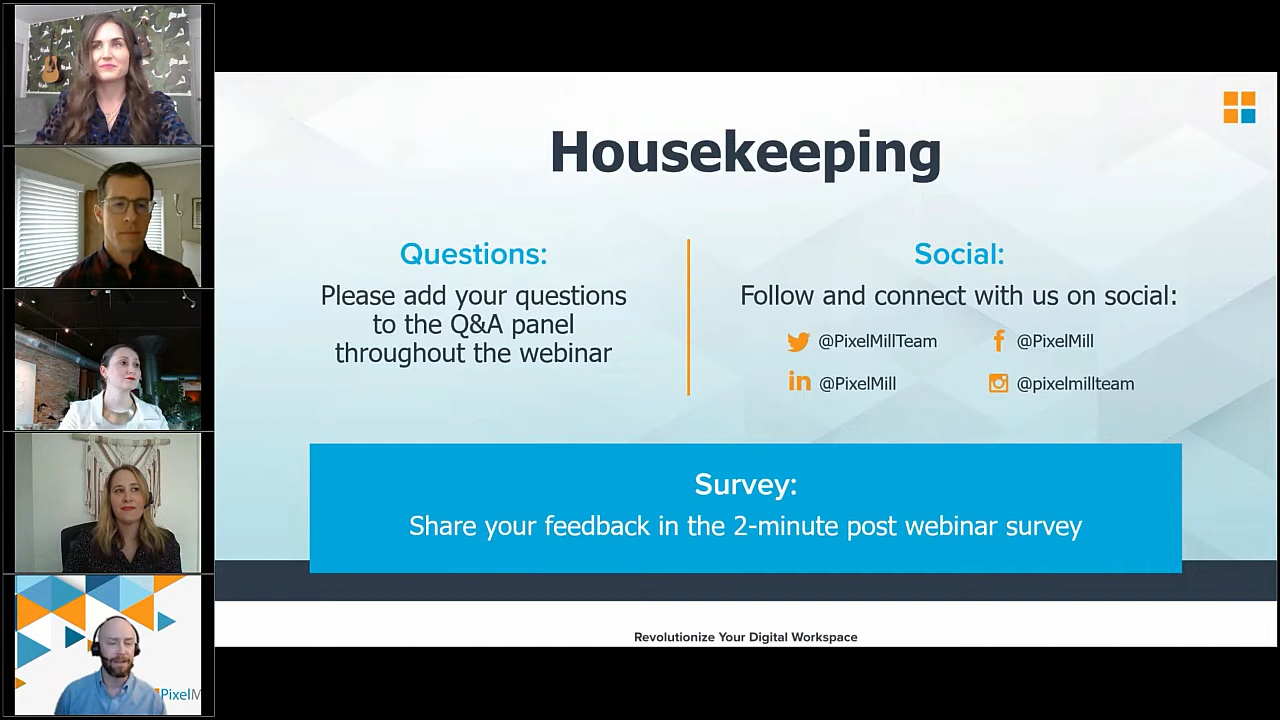 Housekeeping
Questions:
Please add your questions
to the Q&A panel
throughout the webinar
Social:
Follow and connect with us on social:
@PixelMillTeam
@PixelMill
@PixelMill
@pixelmillteam
Survey:
Share your feedback in the 2-minute post webinar survey
Revolutionize Your Digital Workspace
PixelM